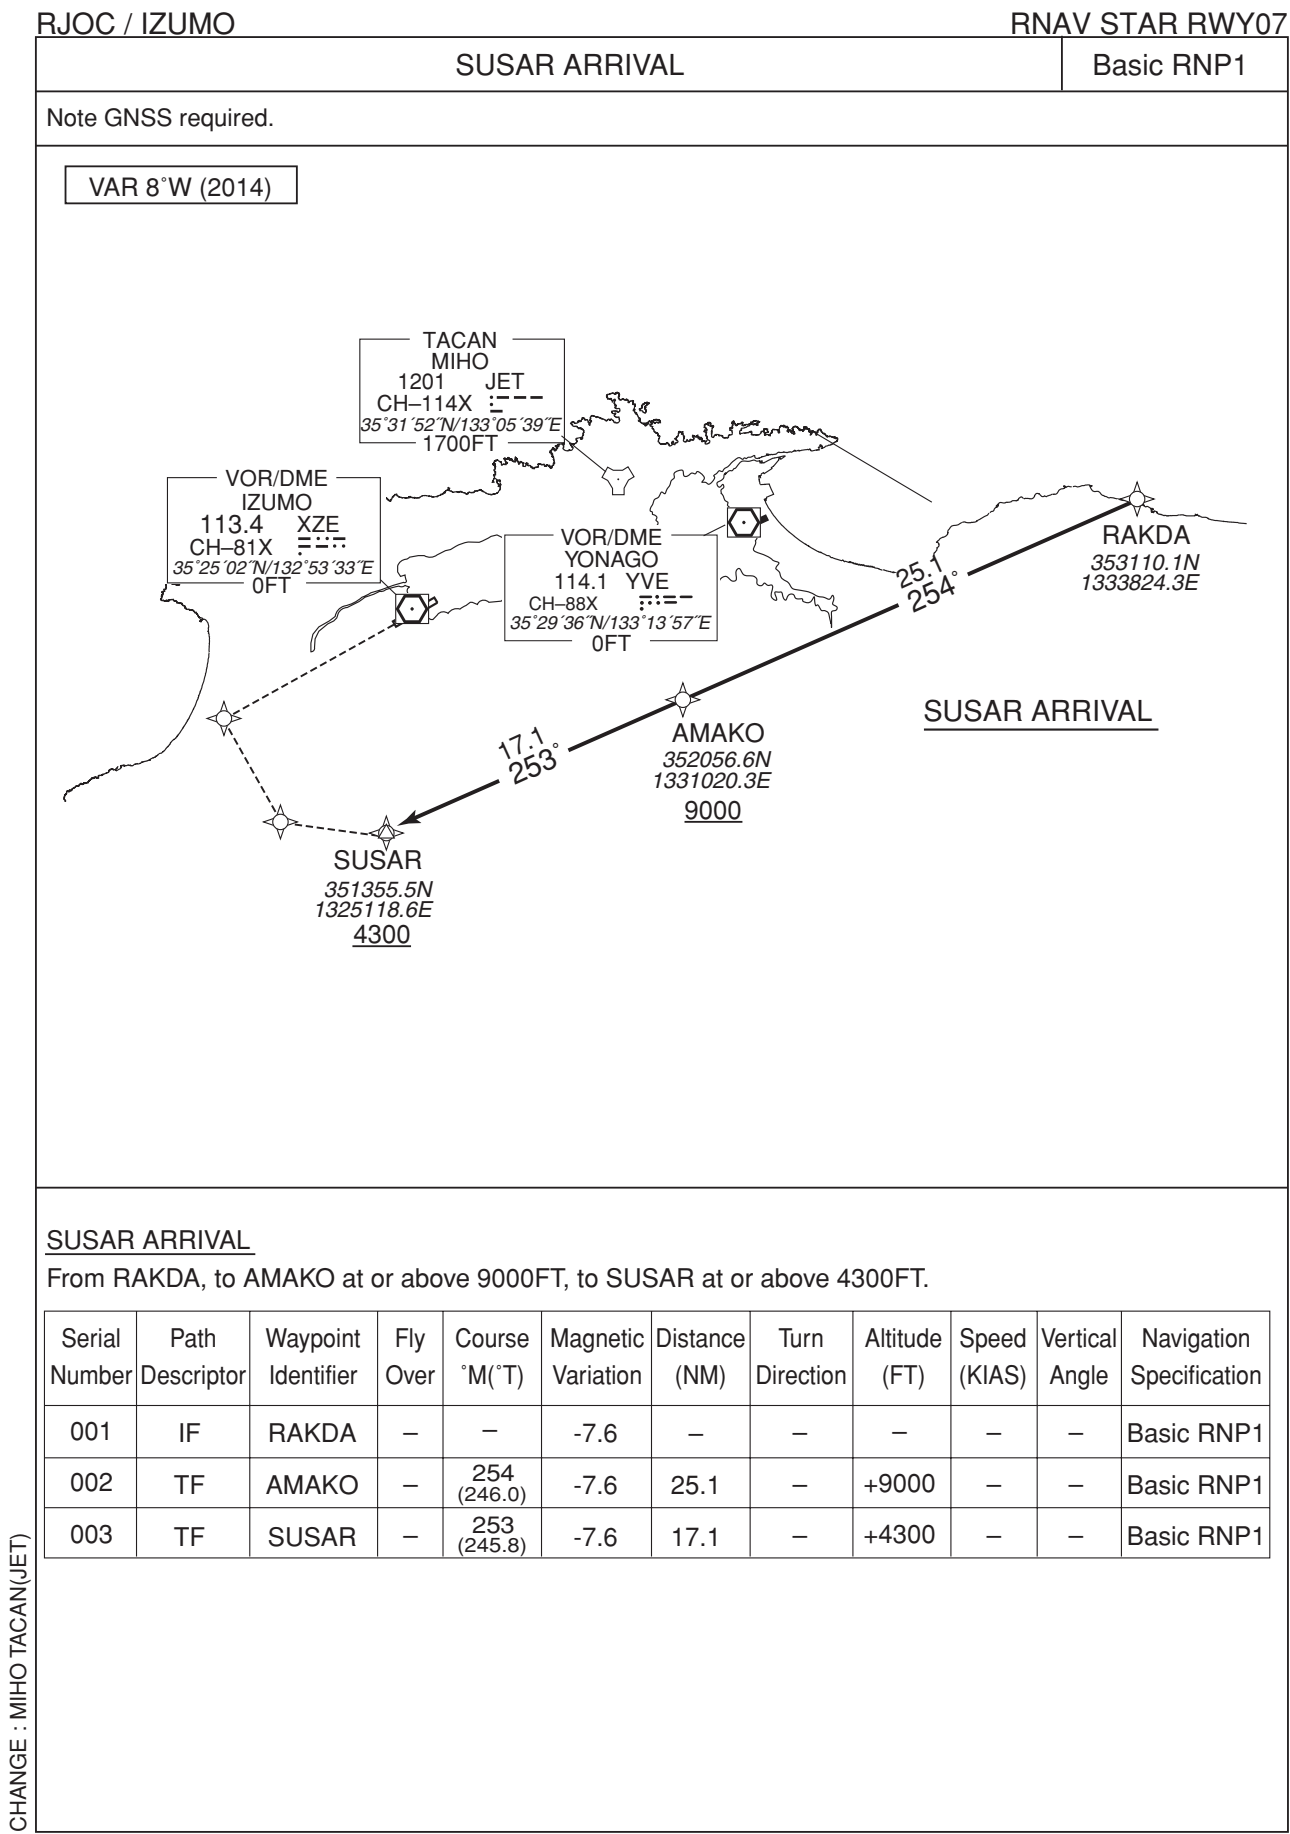 RJOC / IZUMO
RNAV STAR RWY07
SUSAR ARRIVAL
Basic RNP1
Note GNSS required.
VAR 8˚W (2014)
TACAN
MIHO
1201 JET
CH–114X
35˚31´52˝N/133˚05´39˝E
1700FT
VOR/DME
IZUMO
113.4 XZE
CH–81X
35˚25´02˝N/132˚53´33˝E
0FT
VOR/DME
YONAGO
114.1 YVE
CH–88X
35˚29´36˝N/133˚13´57˝E
0FT
RAKDA
353110.1N
1333824.3E
25.1
254˚
SUSAR ARRIVAL
AMAKO
352056.6N
1331020.3E
9000
17.1
253˚
SUSAR
351355.5N
1325118.6E
4300
SUSAR ARRIVAL
From RAKDA, to AMAKO at or above 9000FT, to SUSAR at or above 4300FT.
Serial Path Waypoint Fly Course Magnetic Distance Turn Altitude Speed Vertical Navigation
Number Descriptor Identifier Over ˚M(˚T) Variation (NM) Direction (FT) (KIAS) Angle Specification
001 IF RAKDA – – -7.6 – – – – – Basic RNP1
002 TF AMAKO – 254 (246.0) -7.6 25.1 – +9000 – – Basic RNP1
003 TF SUSAR – 253 (245.8) -7.6 17.1 – +4300 – – Basic RNP1
CHANGE : MIHO TACAN(JET)